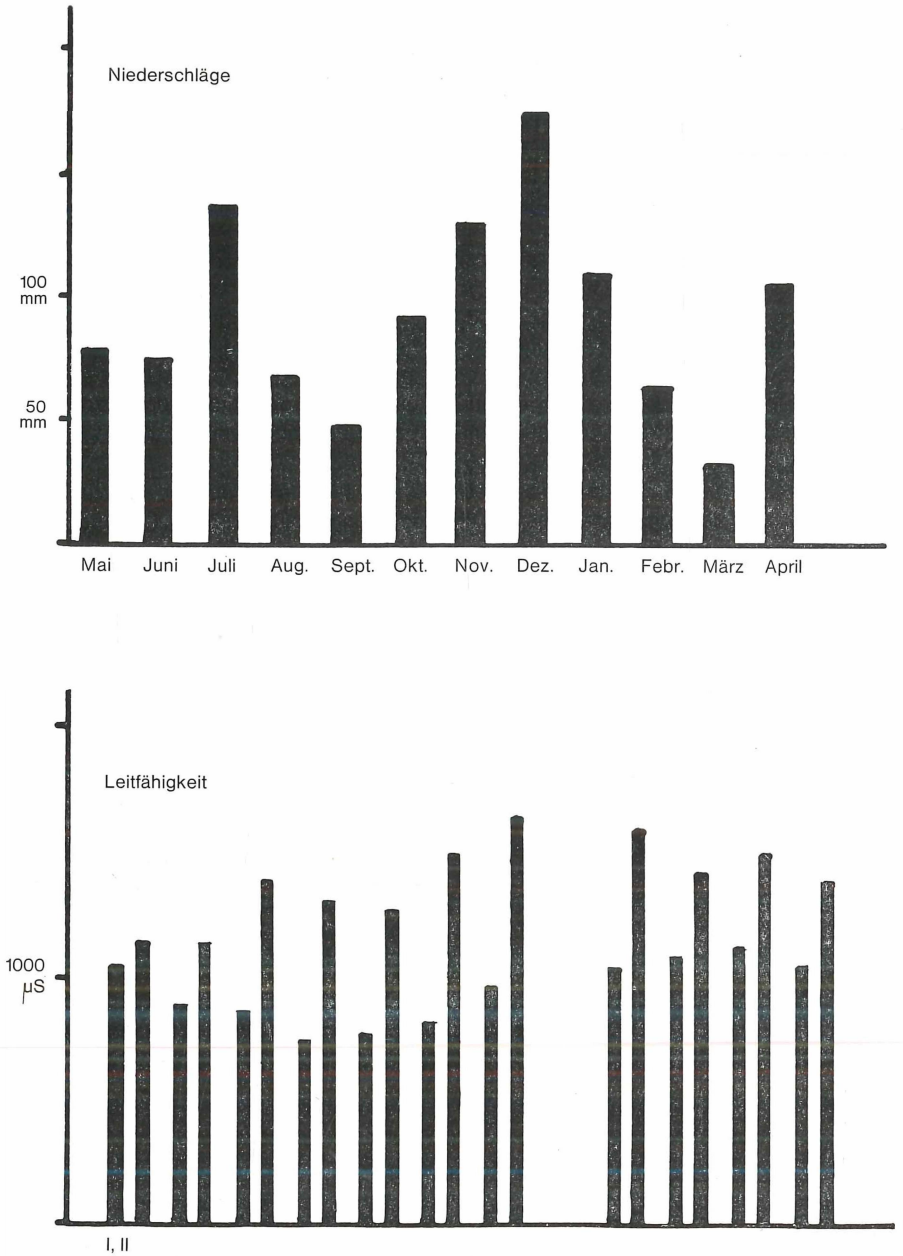 Niederschläge
100
mm
50
mm
Mai Juni Juli Aug. Sept. Okt. Nov. Dez. Jan. Febr. März April
Leitfähigkeit
1000
µS
I, II